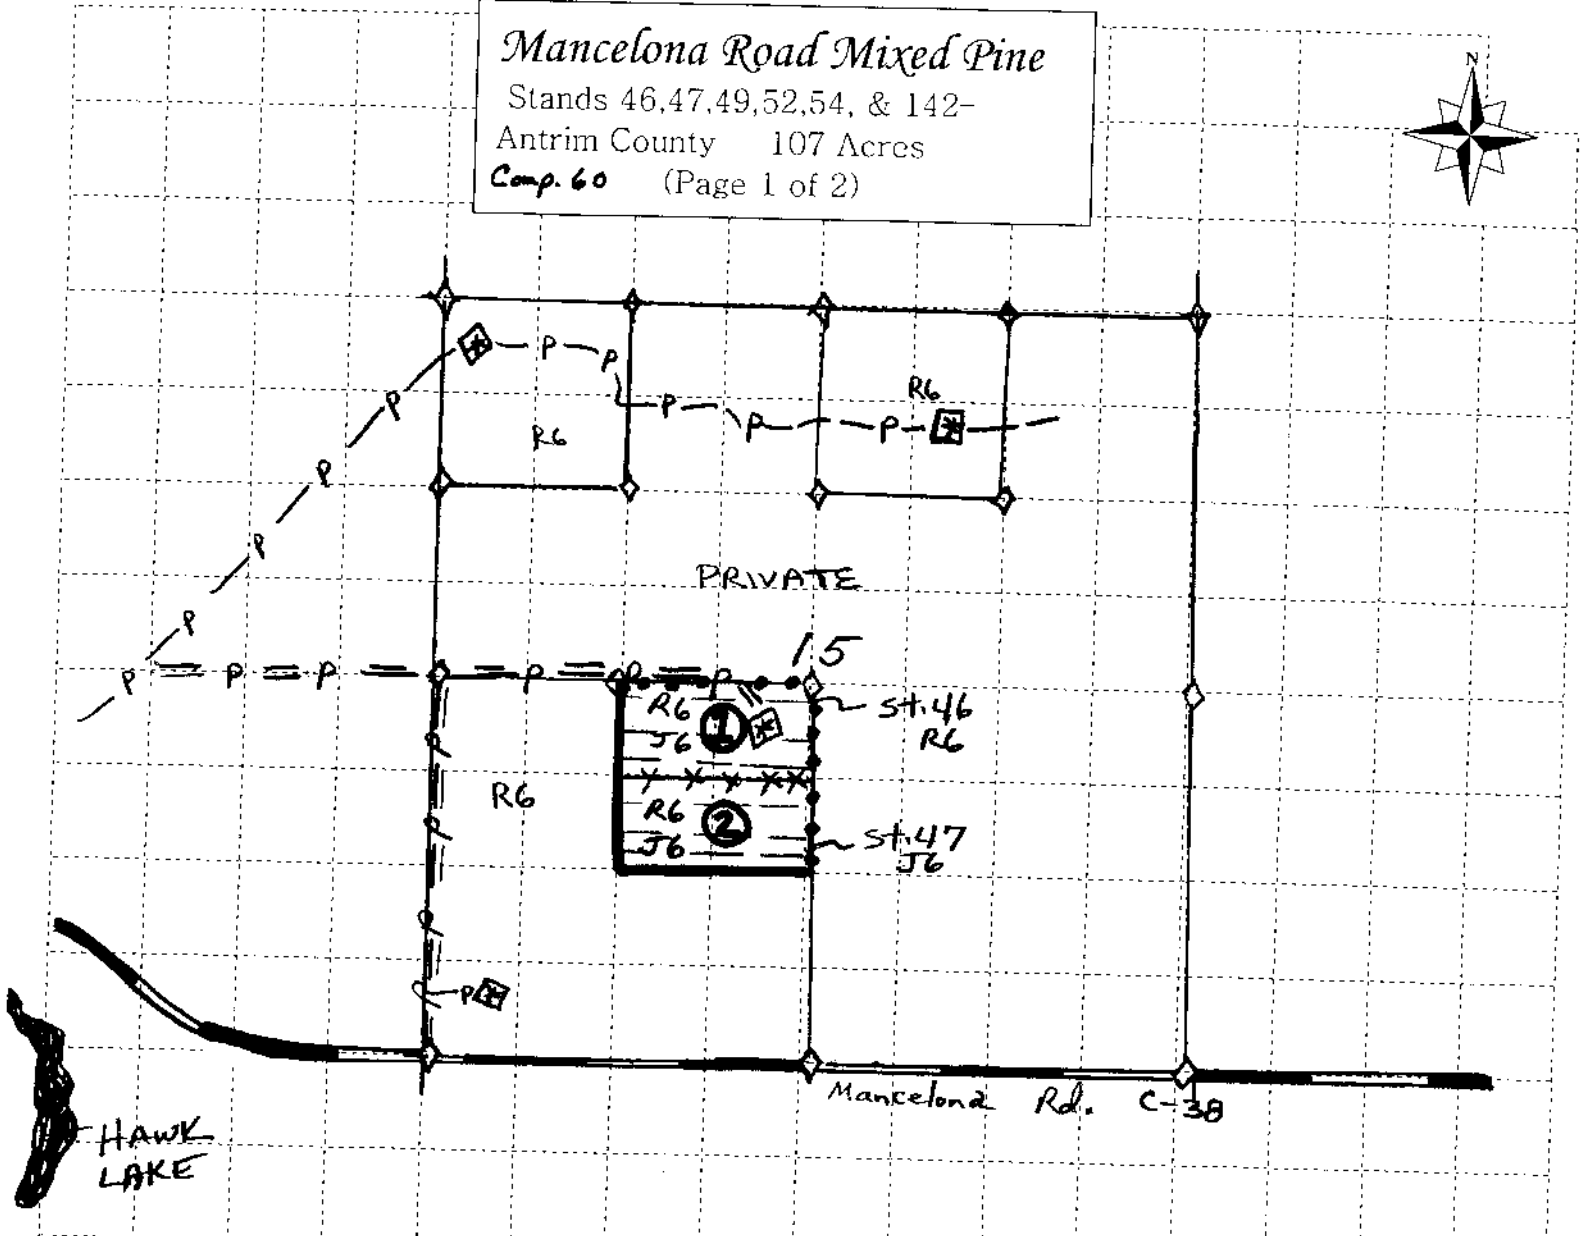 Mancelona Road Mixed Pine
Stands 46,47,49,52,54, & 142-
Antrim County 107 Acres
Comp. 60 (Page 1 of 2)
N
P P
P R6
P P P
R6
P
P
PRIVATE
P
15
P P P P P P
R6 1 St.46
J6 R6
P
R6
R6 2 St.47
P J6 J6
P
P
Mancelona Rd. C-38
HAWK
LAKE